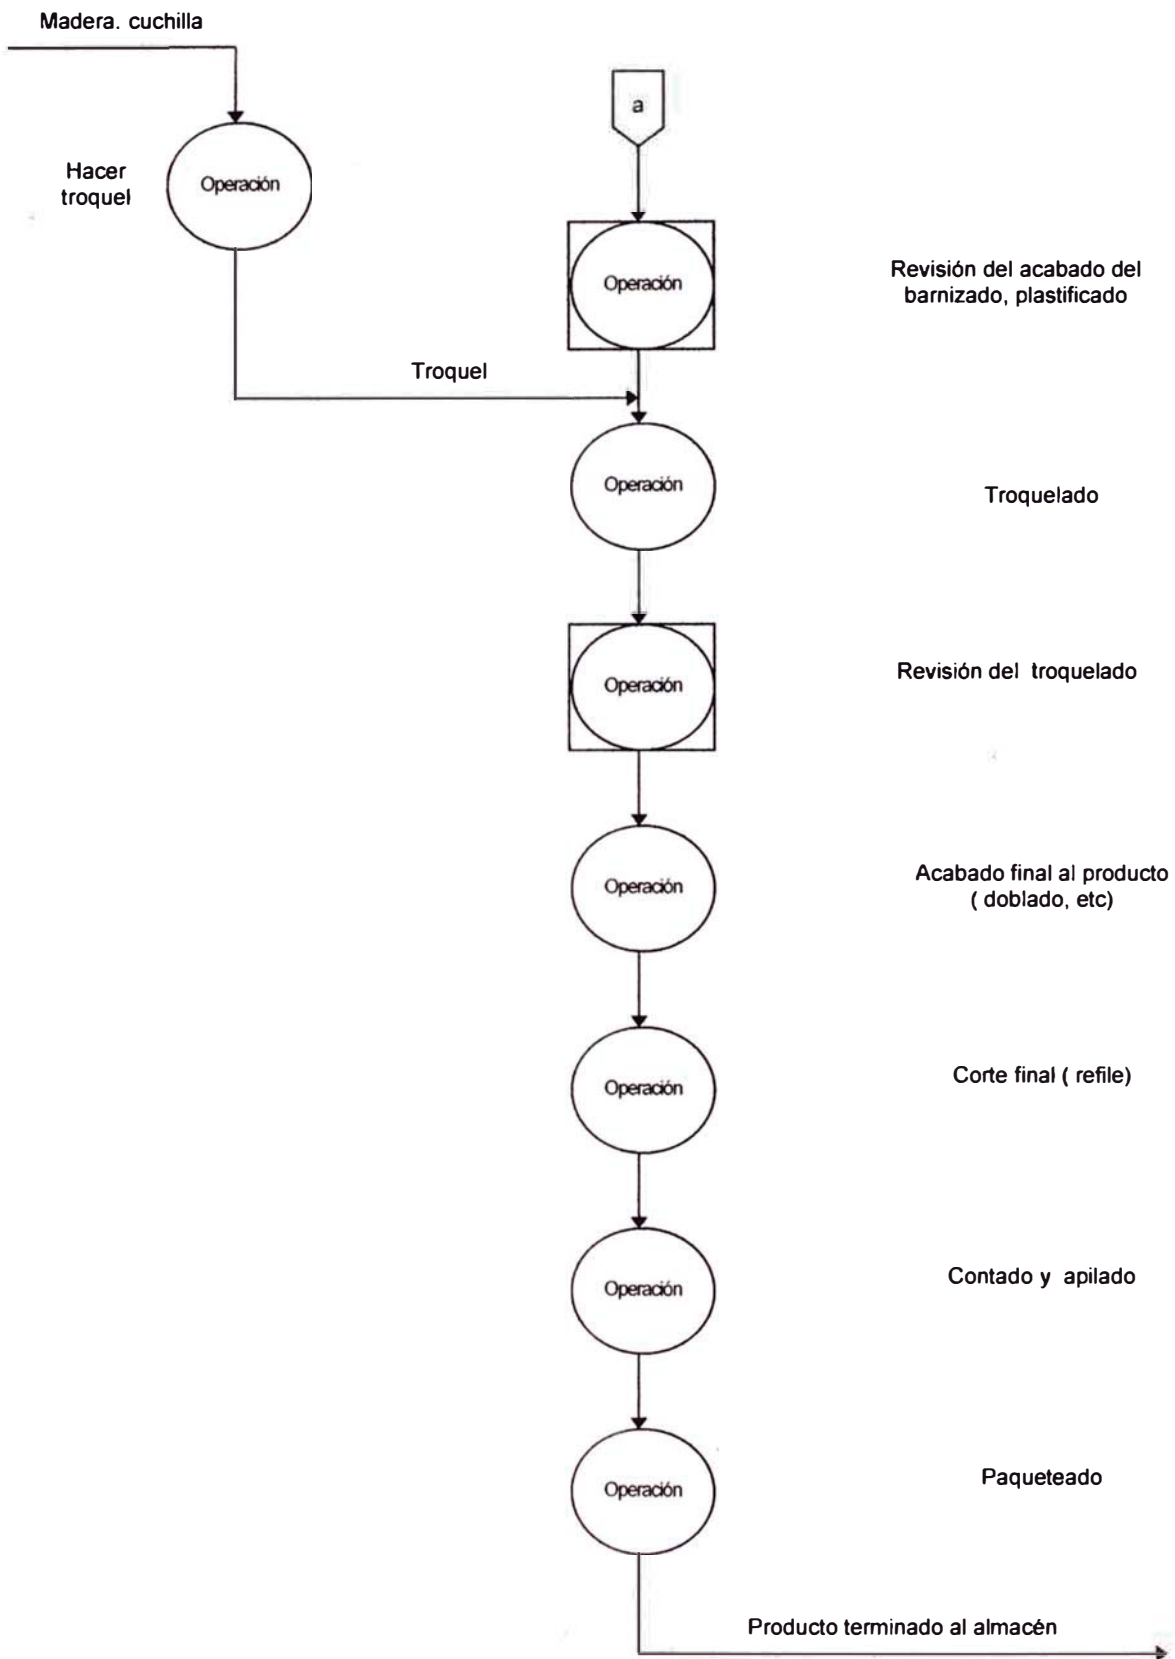 Madera. cuchilla
a
Hacer
troquel
Operación
Operación
Revisión del acabado del
barnizado, plastificado
Troquel
Operación
Troquelado
Operación
Revisión del troquelado
Operación
Acabado final al producto
( doblado, etc)
Operación
Corte final ( refile)
Operación
Contado y apilado
Operación
Paqueteado
Producto terminado al almacén